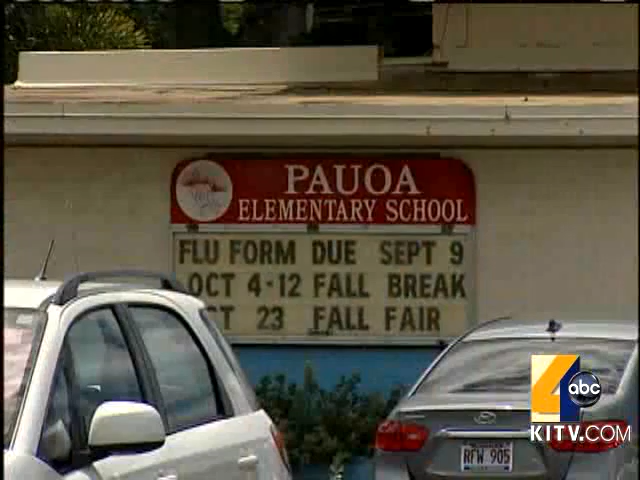 PAUOA
ELEMENTARY SCHOOL
FLU FORM DUE SEPT 9
OCT 4-12 FALL BREAK
OCT 23 FALL FAIR
4 abc
KITV.COM
RFW 905